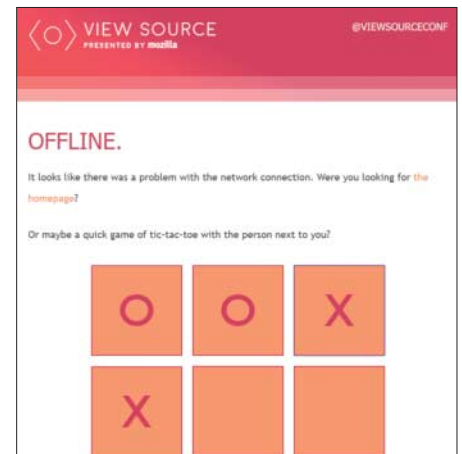 VIEW SOURCE
PRESENTED BY mozilla
@VIEWSOURCECONF
OFFLINE.
It looks like there was a problem with the network connection. Were you looking for the
homepage?
Or maybe a quick game of tic-tac-toe with the person next to you?
O O X
X